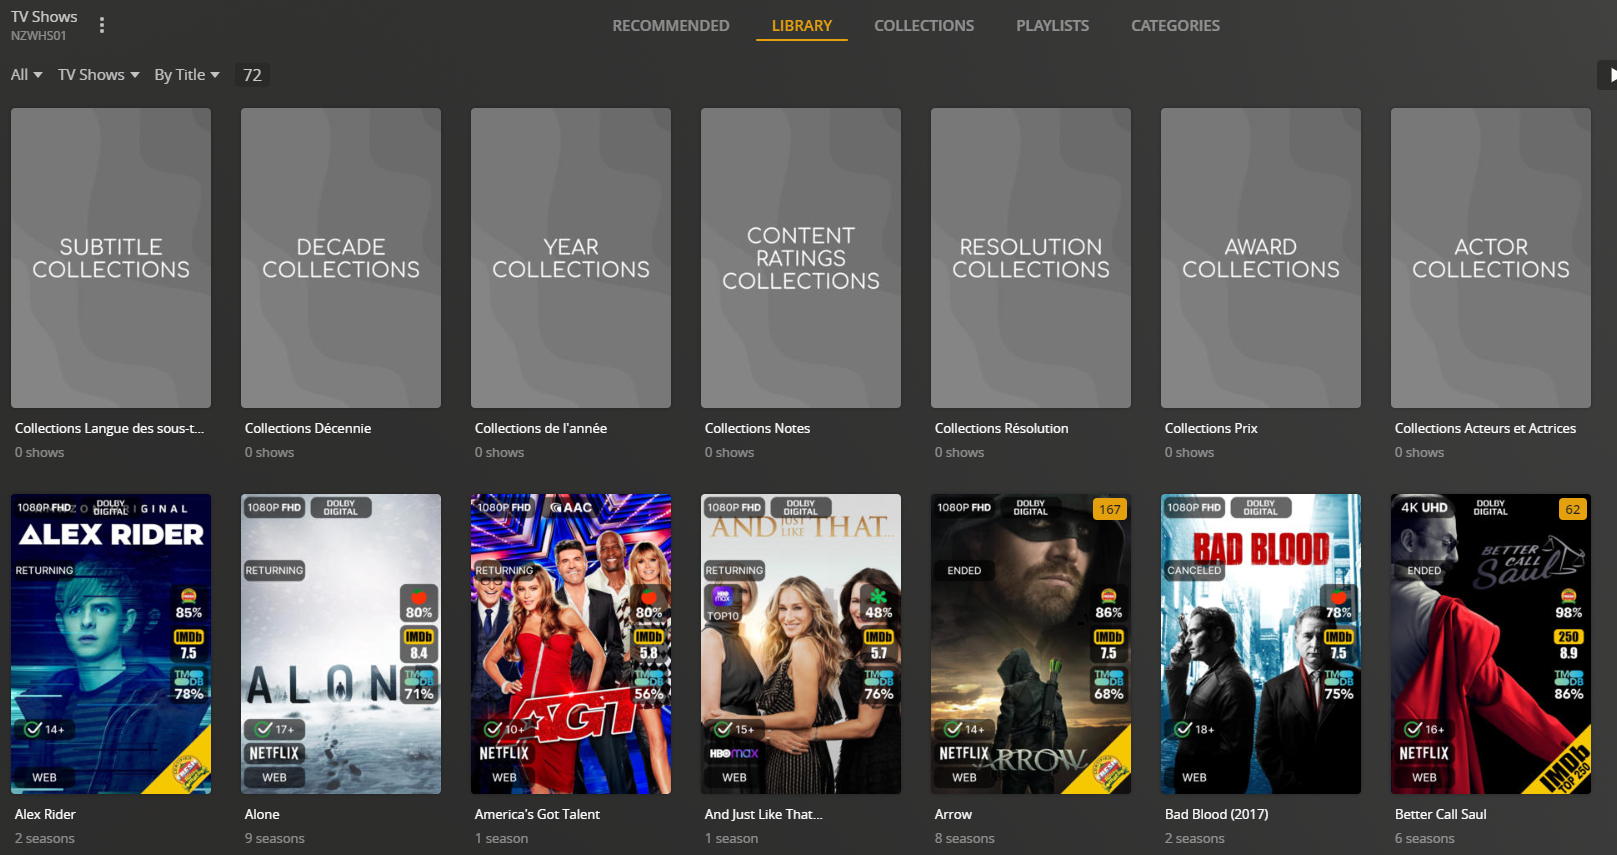 TV Shows
NZWHS01
RECOMMENDED
LIBRARY
COLLECTIONS
PLAYLISTS
CATEGORIES
All
TV Shows
By Title
72
SUBTITLE
COLLECTIONS
DECADE
COLLECTIONS
YEAR
COLLECTIONS
CONTENT
RATINGS
COLLECTIONS
RESOLUTION
COLLECTIONS
AWARD
COLLECTIONS
ACTOR
COLLECTIONS
Collections Langue des sous-t...
0 shows
Collections Décennie
0 shows
Collections de l'année
0 shows
Collections Notes
0 shows
Collections Résolution
0 shows
Collections Prix
0 shows
Collections Acteurs et Actrices
0 shows
1080P FHD
DOLBY
DIGITAL
ALEX RIDER
RETURNING
85%
IMDb
7.5
TMDB
78%
14+
WEB
Alex Rider
2 seasons
1080P FHD
DOLBY
DIGITAL
RETURNING
80%
IMDb
8.4
TMDB
71%
ALONE
17+
NETFLIX
WEB
Alone
9 seasons
1080P FHD
AAC
RETURNING
80%
IMDb
5.8
TMDB
56%
AGT
10+
NETFLIX
WEB
America's Got Talent
1 season
1080P FHD
DOLBY
DIGITAL
AND JUST LIKE THAT...
RETURNING
HBO max
TOP10
48%
IMDb
5.7
TMDB
76%
15+
HBOmax
WEB
And Just Like That...
1 season
1080P FHD
DOLBY
DIGITAL
167
ENDED
86%
IMDb
7.5
TMDB
68%
14+
NETFLIX
ARROW
WEB
Arrow
8 seasons
1080P FHD
DOLBY
DIGITAL
BAD BLOOD
CANCELED
78%
IMDb
7.5
TMDB
75%
18+
WEB
Bad Blood (2017)
2 seasons
4K UHD
DOLBY
DIGITAL
62
BETTER
CALL
Saul
ENDED
98%
250
8.9
TMDB
86%
16+
NETFLIX
WEB
IMDb
TOP 250
Better Call Saul
6 seasons